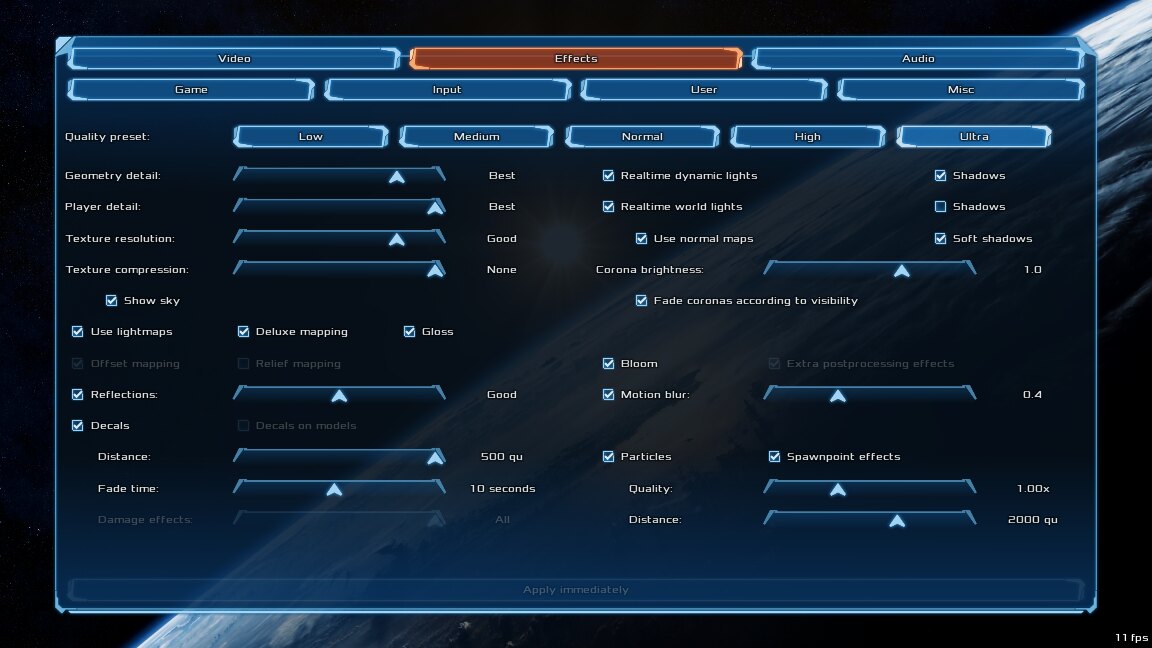 Video Effects Audio
Game Input User Misc
Quality preset: Low Medium Normal High Ultra
Geometry detail: Best Realtime dynamic lights Shadows
Player detail: Best Realtime world lights Shadows
Texture resolution: Good Use normal maps Soft shadows
Texture compression: None Corona brightness: 1.0
Show sky Fade coronas according to visibility
Use lightmaps Deluxe mapping Gloss
Offset mapping Relief mapping Bloom Extra postprocessing effects
Reflections: Good Motion blur: 0.4
Decals Decals on models
Distance: 500 qu Particles Spawnpoint effects
Fade time: 10 seconds Quality: 1.00x
Damage effects: All Distance: 2000 qu
Apply immediately
11 fps